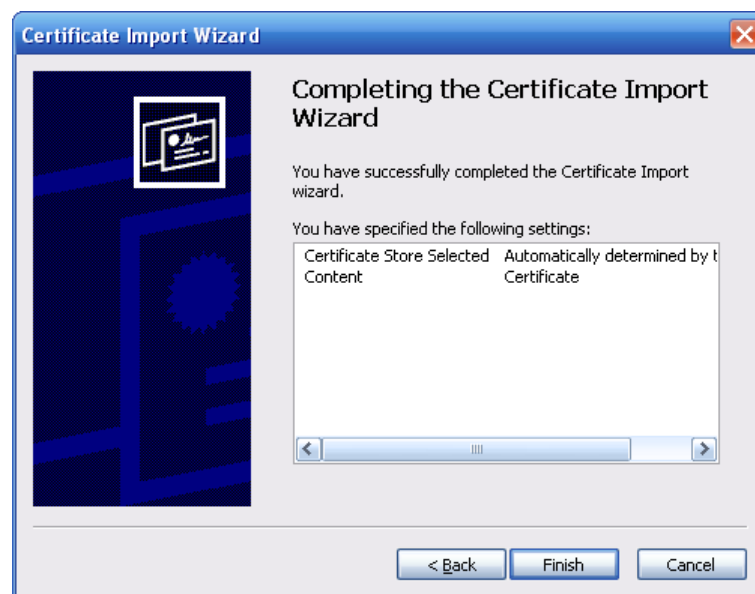 Certificate Import Wizard
Completing the Certificate Import
Wizard
You have successfully completed the Certificate Import
wizard.
You have specified the following settings:
Certificate Store Selected Automatically determined by t
Content Certificate
< Back Finish Cancel